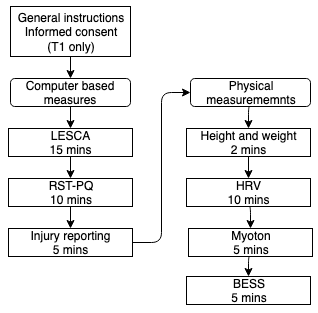 General instructions
Informed consent
(T1 only)
Computer based
measures
LESCA
15 mins
RST-PQ
10 mins
Injury reporting
5 mins
Physical
measurememnts
Height and weight
2 mins
HRV
10 mins
Myoton
5 mins
BESS
5 mins